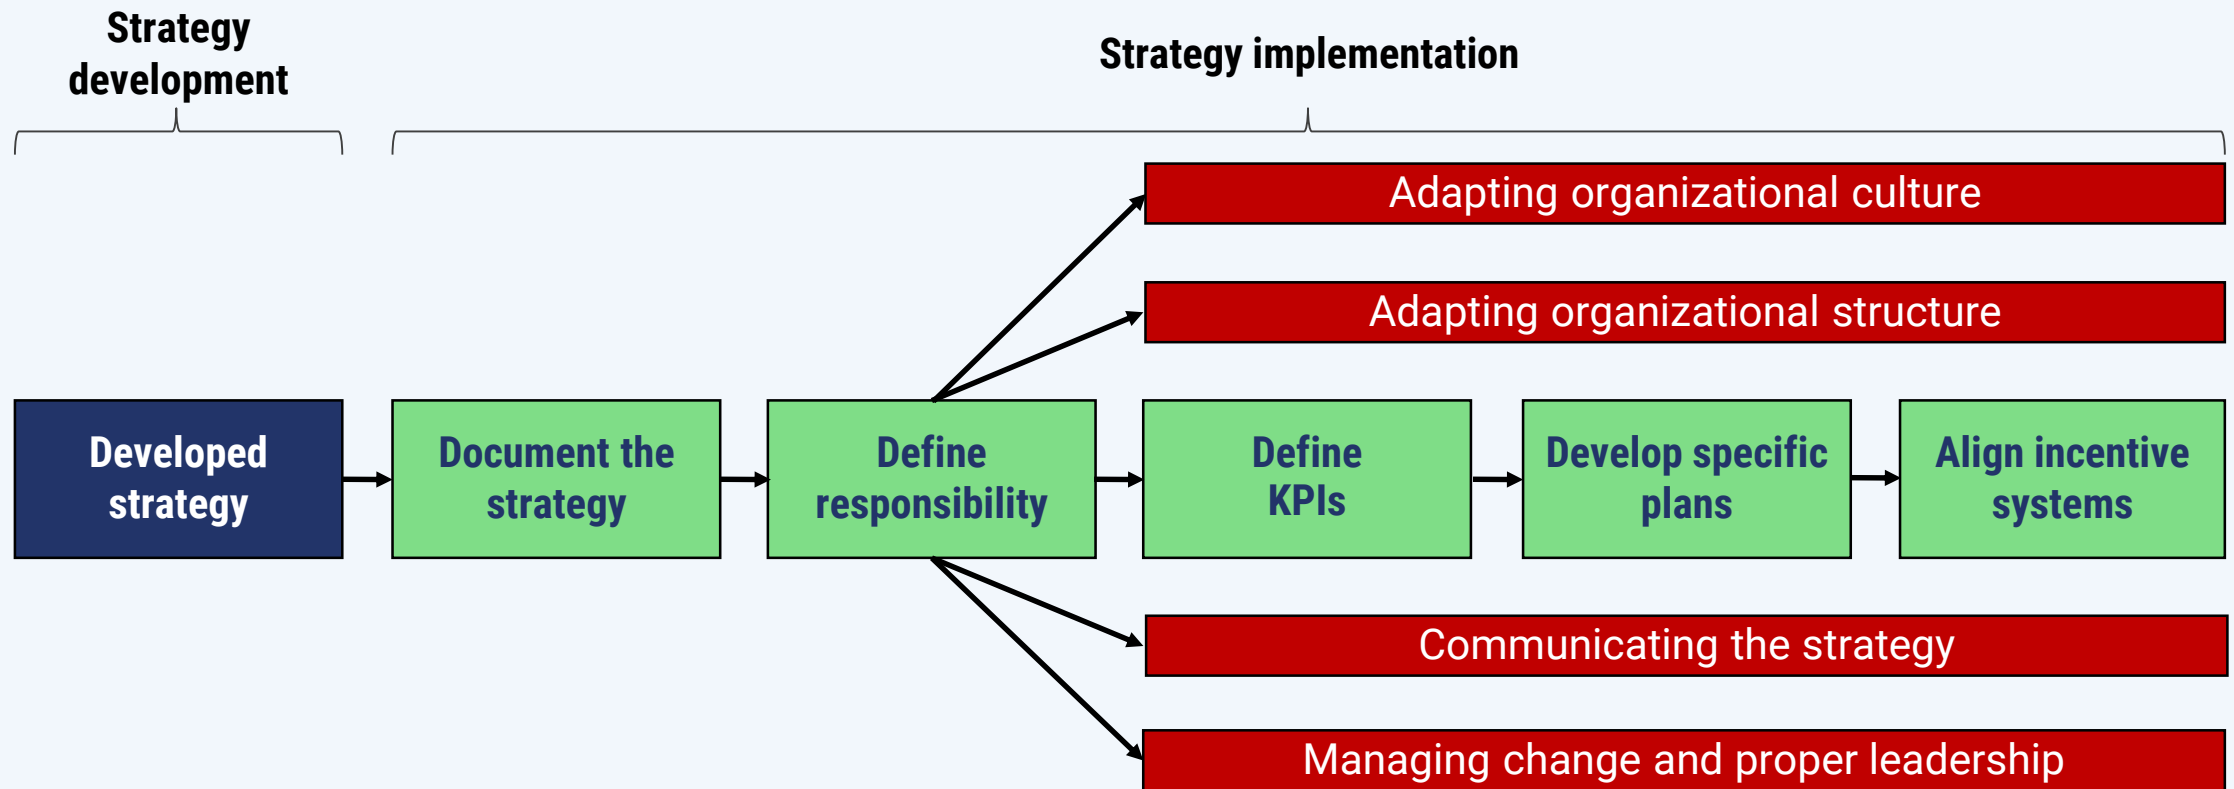 Strategy
development
Strategy implementation
Adapting organizational culture
Adapting organizational structure
Developed
strategy
Document the
strategy
Define
responsibility
Define
KPIs
Develop specific
plans
Align incentive
systems
Communicating the strategy
Managing change and proper leadership